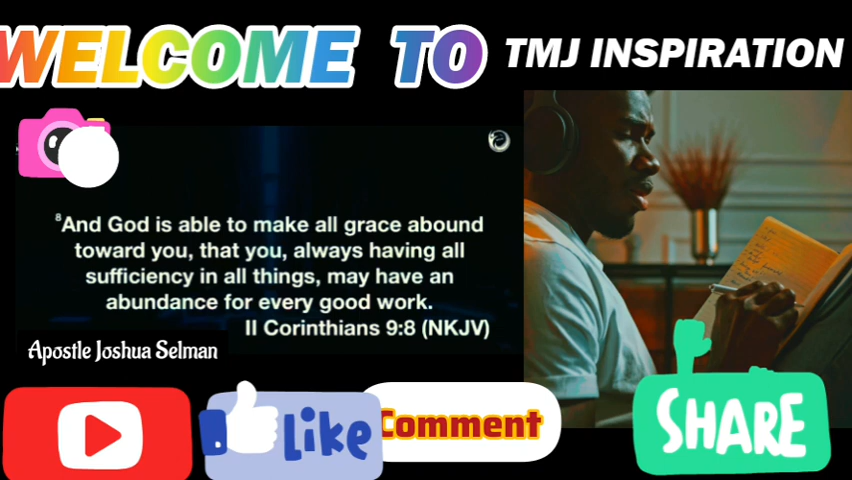 WELCOME TO TMJ INSPIRATION
8And God is able to make all grace abound
toward you, that you, always having all
sufficiency in all things, may have an
abundance for every good work.
II Corinthians 9:8 (NKJV)
Apostle Joshua Selman
Like
Comment
SHARE